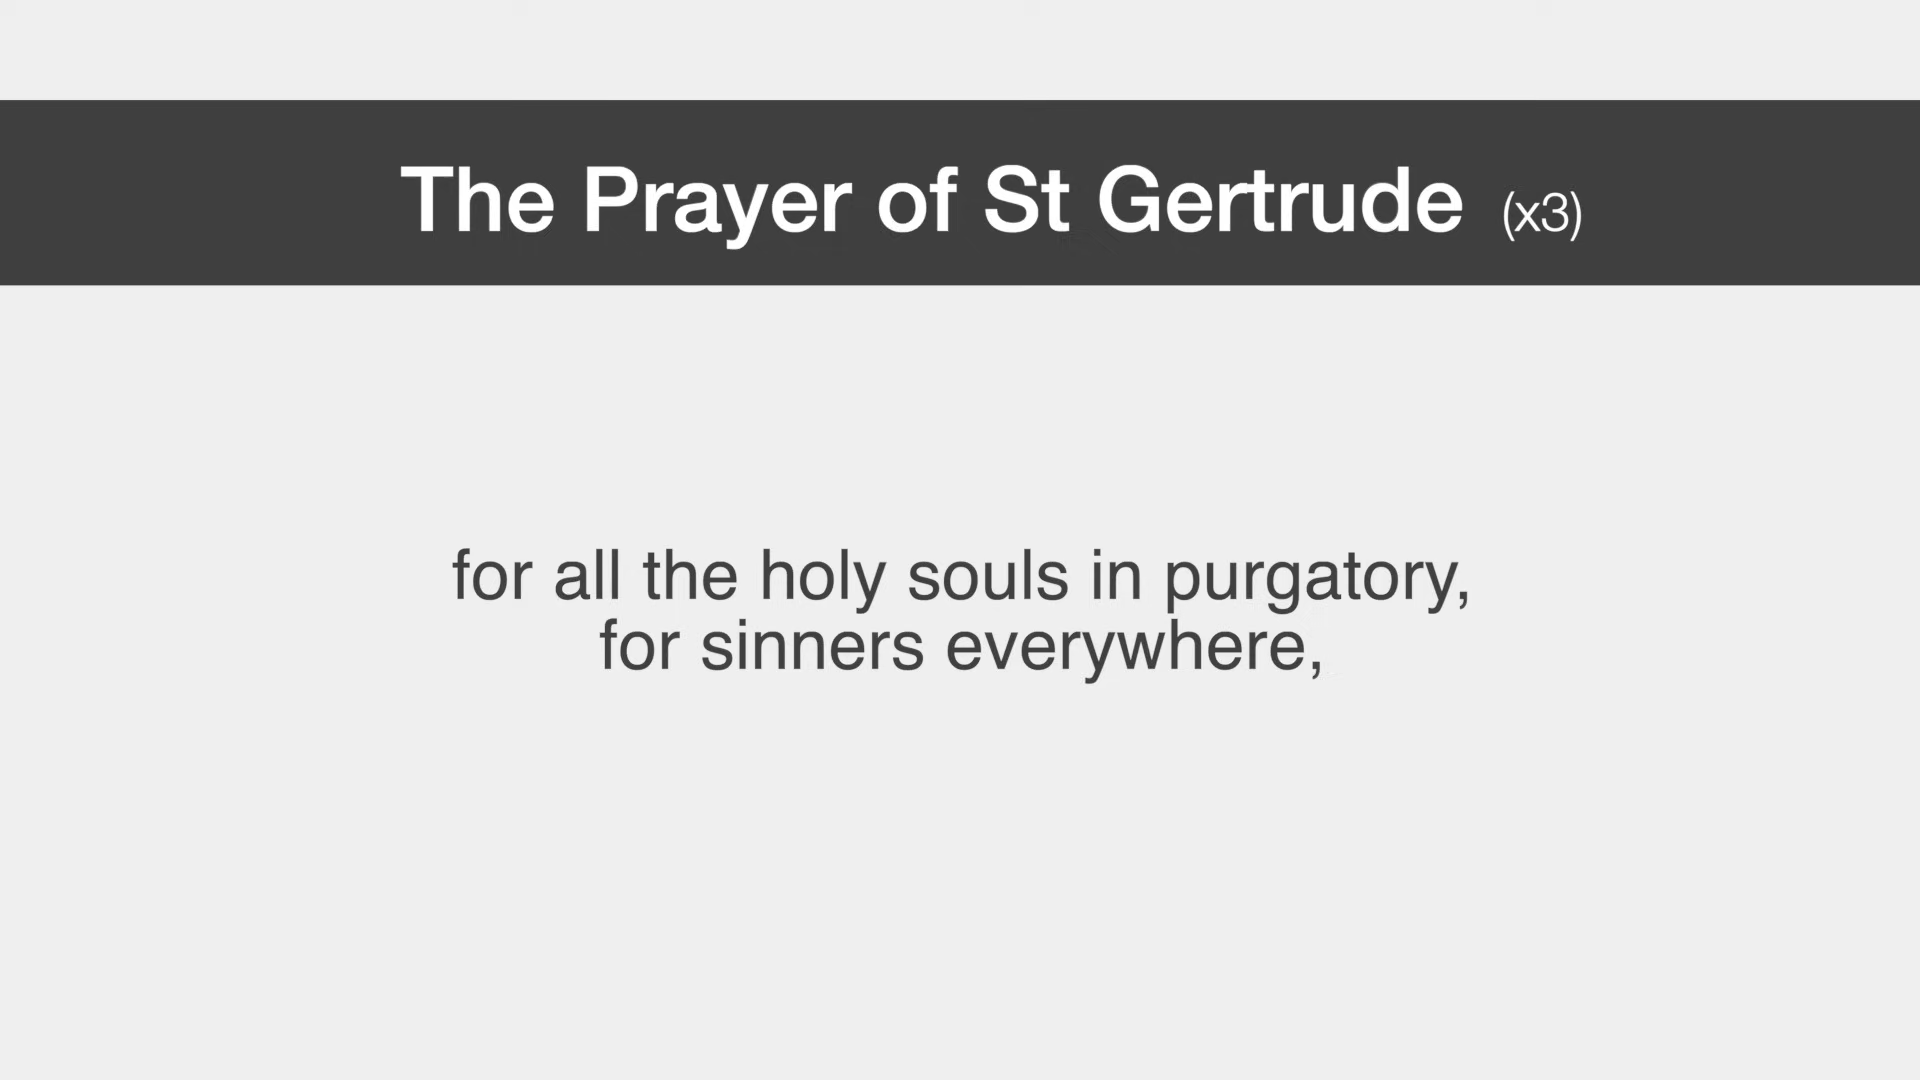 The Prayer of St Gertrude (x3)
for all the holy souls in purgatory,
for sinners everywhere,